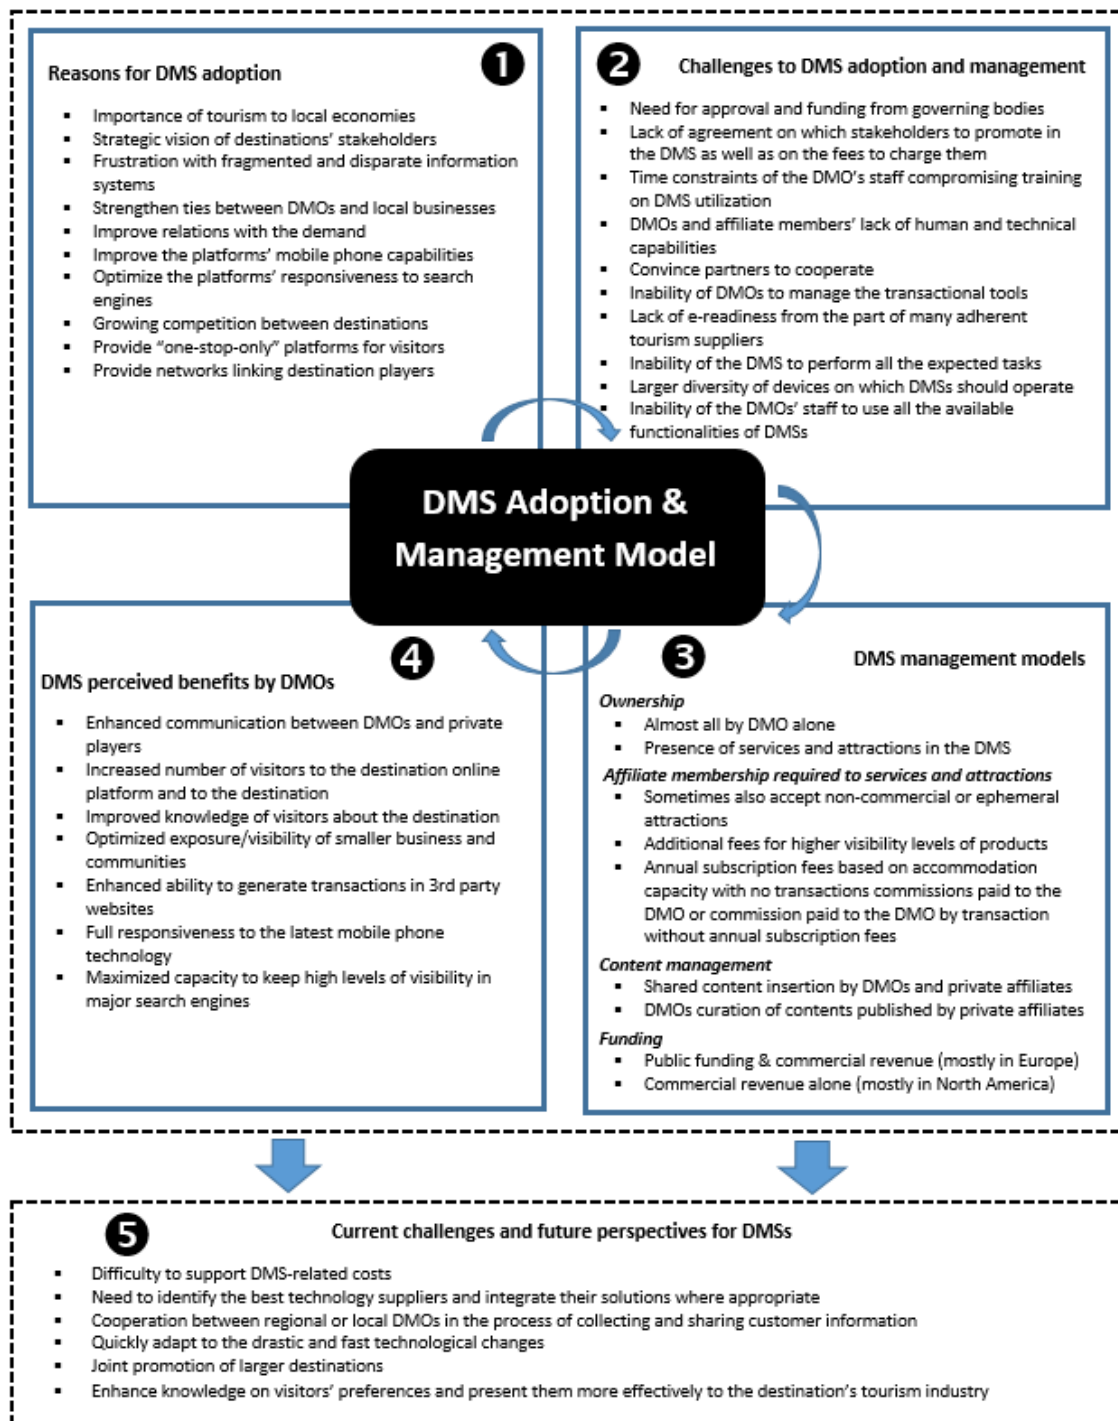 ❶
Reasons for DMS adoption
▪ Importance of tourism to local economies
▪ Strategic vision of destinations' stakeholders
▪ Frustration with fragmented and disparate information
systems
▪ Strengthen ties between DMOs and local businesses
▪ Improve relations with the demand
▪ Improve the platforms' mobile phone capabilities
▪ Optimize the platforms' responsiveness to search
engines
▪ Growing competition between destinations
▪ Provide "one-stop-only" platforms for visitors
▪ Provide networks linking destination players
❷
Challenges to DMS adoption and management
▪ Need for approval and funding from governing bodies
▪ Lack of agreement on which stakeholders to promote in
the DMS as well as on the fees to charge them
▪ Time constraints of the DMO's staff compromising training
on DMS utilization
▪ DMOs and affiliate members' lack of human and technical
capabilities
▪ Convince partners to cooperate
▪ Inability of DMOs to manage the transactional tools
▪ Lack of e-readiness from the part of many adherent
tourism suppliers
▪ Inability of the DMS to perform all the expected tasks
▪ Larger diversity of devices on which DMSs should operate
▪ Inability of the DMOs' staff to use all the available
functionalities of DMSs
DMS Adoption &
Management Model
❸
DMS management models
Ownership
▪ Almost all by DMO alone
▪ Presence of services and attractions in the DMS
Affiliate membership required to services and attractions
▪ Sometimes also accept non-commercial or ephemeral
attractions
▪ Additional fees for higher visibility levels of products
▪ Annual subscription fees based on accommodation
capacity with no transactions commissions paid to the
DMO or commission paid to the DMO by transaction
without annual subscription fees
Content management
▪ Shared content insertion by DMOs and private affiliates
▪ DMOs curation of contents published by private affiliates
Funding
▪ Public funding & commercial revenue (mostly in Europe)
▪ Commercial revenue alone (mostly in North America)
❹
DMS perceived benefits by DMOs
▪ Enhanced communication between DMOs and private
players
▪ Increased number of visitors to the destination online
platform and to the destination
▪ Improved knowledge of visitors about the destination
▪ Optimized exposure/visibility of smaller business and
communities
▪ Enhanced ability to generate transactions in 3rd party
websites
▪ Full responsiveness to the latest mobile phone
technology
▪ Maximized capacity to keep high levels of visibility in
major search engines
❺
Current challenges and future perspectives for DMSs
▪ Difficulty to support DMS-related costs
▪ Need to identify the best technology suppliers and integrate their solutions where appropriate
▪ Cooperation between regional or local DMOs in the process of collecting and sharing customer information
▪ Quickly adapt to the drastic and fast technological changes
▪ Joint promotion of larger destinations
▪ Enhance knowledge on visitors' preferences and present them more effectively to the destination's tourism industry